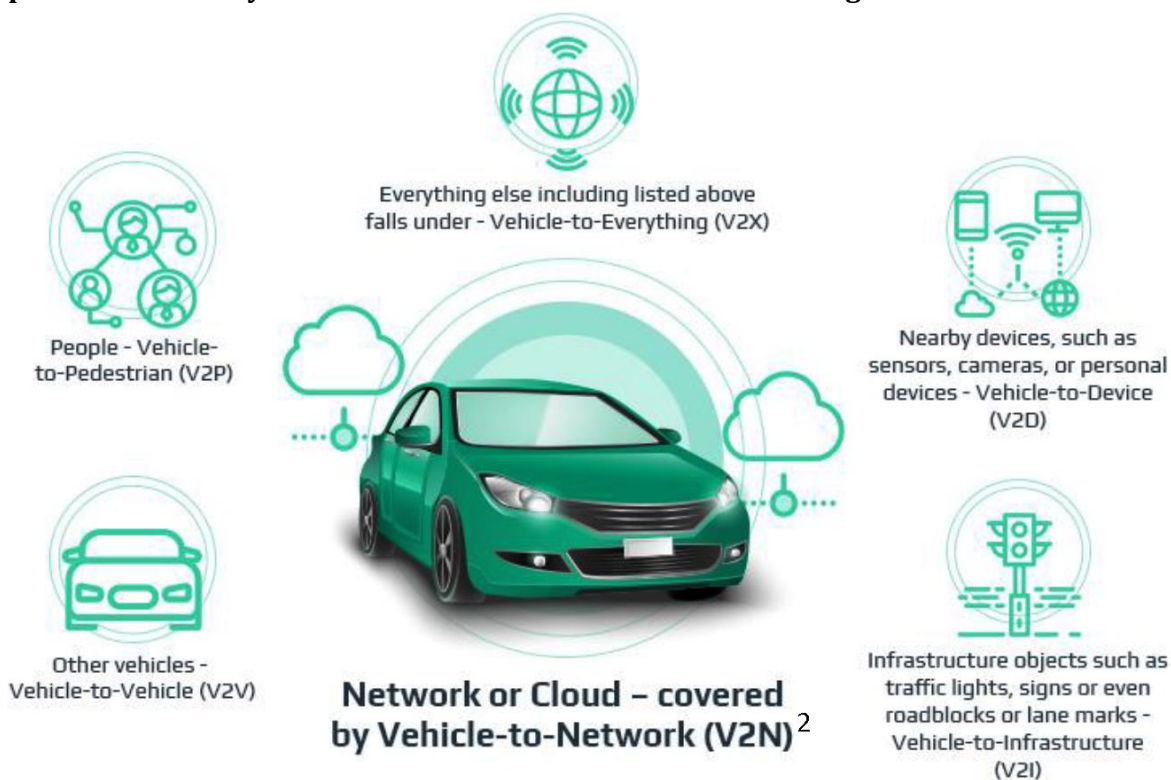 Everything else including listed above
falls under - Vehicle-to-Everything (V2X)
People - Vehicle-
to-Pedestrian (V2P)
Nearby devices, such as
sensors, cameras, or personal
devices - Vehicle-to-Device
(V2D)
Other vehicles -
Vehicle-to-Vehicle (V2V)
Network or Cloud – covered
by Vehicle-to-Network (V2N) 2
Infrastructure objects such as
traffic lights, signs or even
roadblocks or lane marks -
Vehicle-to-Infrastructure
(V2I)